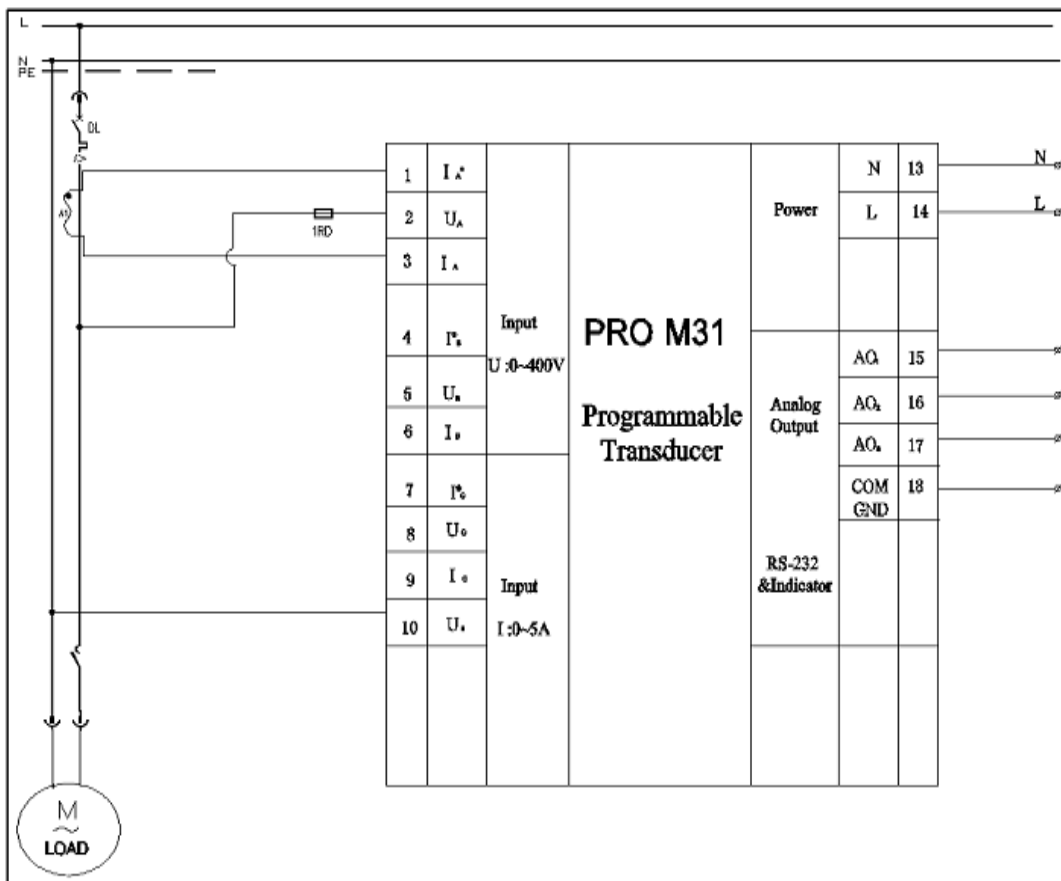 L
N
PE
DL
1RD
1 I A*
2 U A
3 I A
4
5
6
7
8
9
10
Input
U :0~400V
Input
I :0~5A
PRO M31
Programmable
Transducer
Power
N 13
L 14
N
L
Analog
Output
AO 15
AO 16
AO 17
COM 18
GND
RS-232
&Indicator
M
~
LOAD